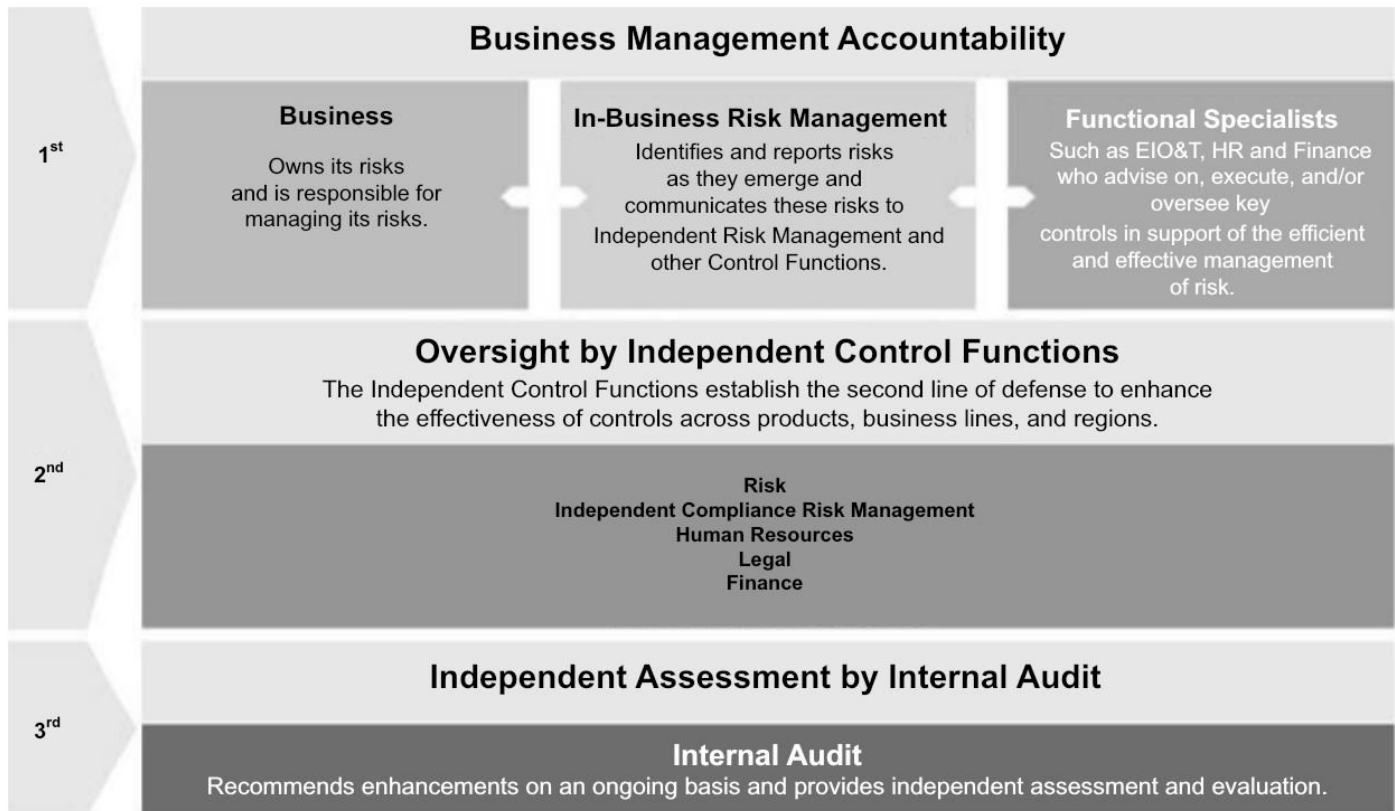 Business Management Accountability
1st
Business
Owns its risks
and is responsible for
managing its risks.
In-Business Risk Management
Identifies and reports risks
as they emerge and
communicates these risks to
Independent Risk Management and
other Control Functions.
Functional Specialists
Such as EIO&T, HR and Finance
who advise on, execute, and/or
oversee key
controls in support of the efficient
and effective management
of risk.
Oversight by Independent Control Functions
The Independent Control Functions establish the second line of defense to enhance
the effectiveness of controls across products, business lines, and regions.
2nd
Risk
Independent Compliance Risk Management
Human Resources
Legal
Finance
Independent Assessment by Internal Audit
3rd
Internal Audit
Recommends enhancements on an ongoing basis and provides independent assessment and evaluation.